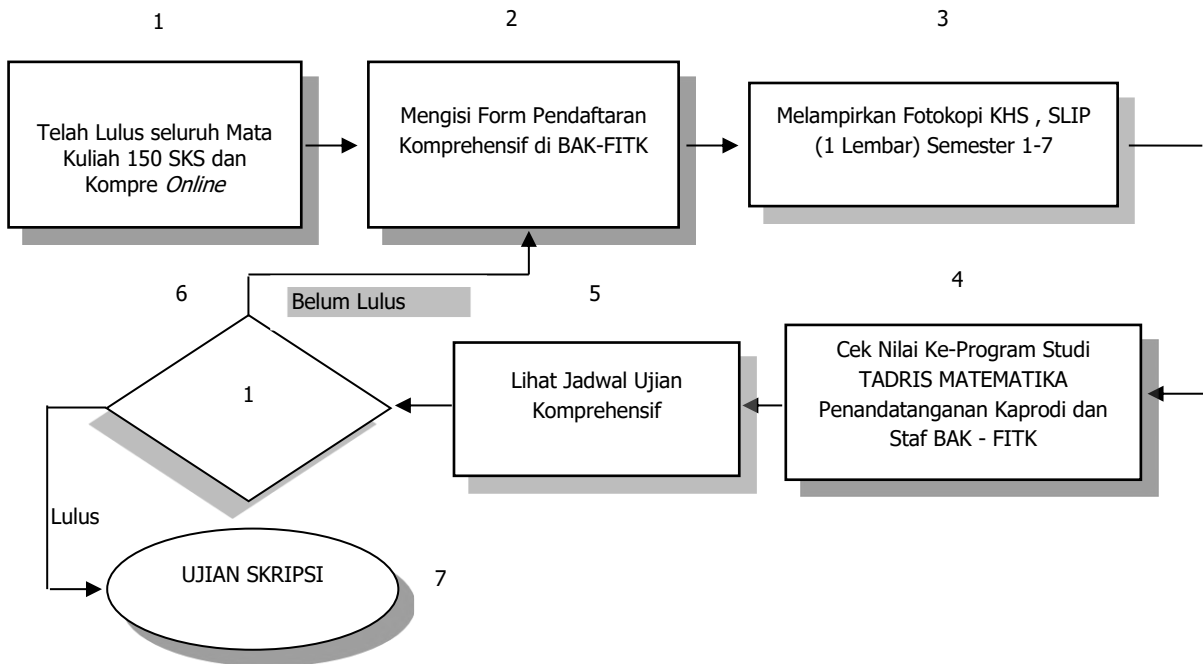 1
2
3
Telah Lulus seluruh Mata
Kuliah 150 SKS dan
Kompre Online
Mengisi Form Pendaftaran
Komprehensif di BAK-FITK
Melampirkan Fotokopi KHS , SLIP
(1 Lembar) Semester 1-7
6
Belum Lulus
5
4
1
Lihat Jadwal Ujian
Komprehensif
Cek Nilai Ke-Program Studi
TADRIS MATEMATIKA
Penandatanganan Kaprodi dan
Staf BAK - FITK
Lulus
UJIAN SKRIPSI
7